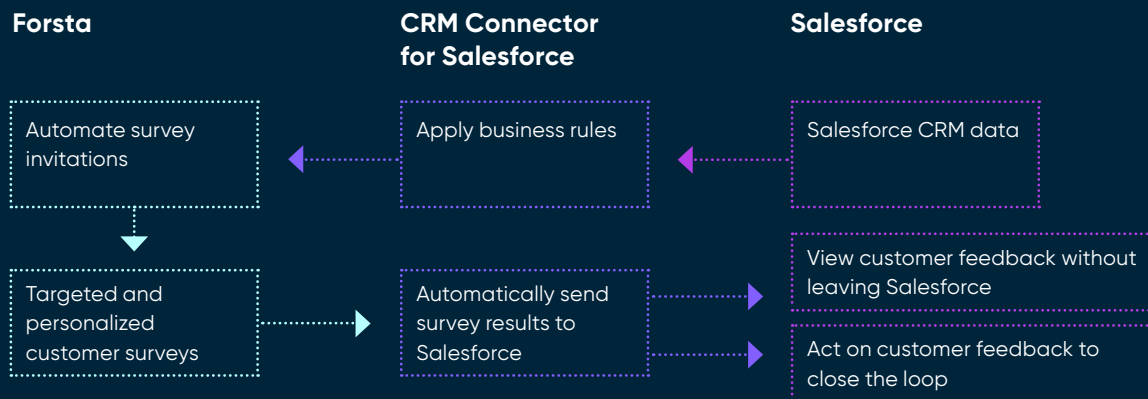 Forsta
CRM Connector
for Salesforce
Salesforce
Automate survey
invitations
Apply business rules
Salesforce CRM data
Targeted and
personalized
customer surveys
Automatically send
survey results to
Salesforce
View customer feedback without
leaving Salesforce
Act on customer feedback to
close the loop